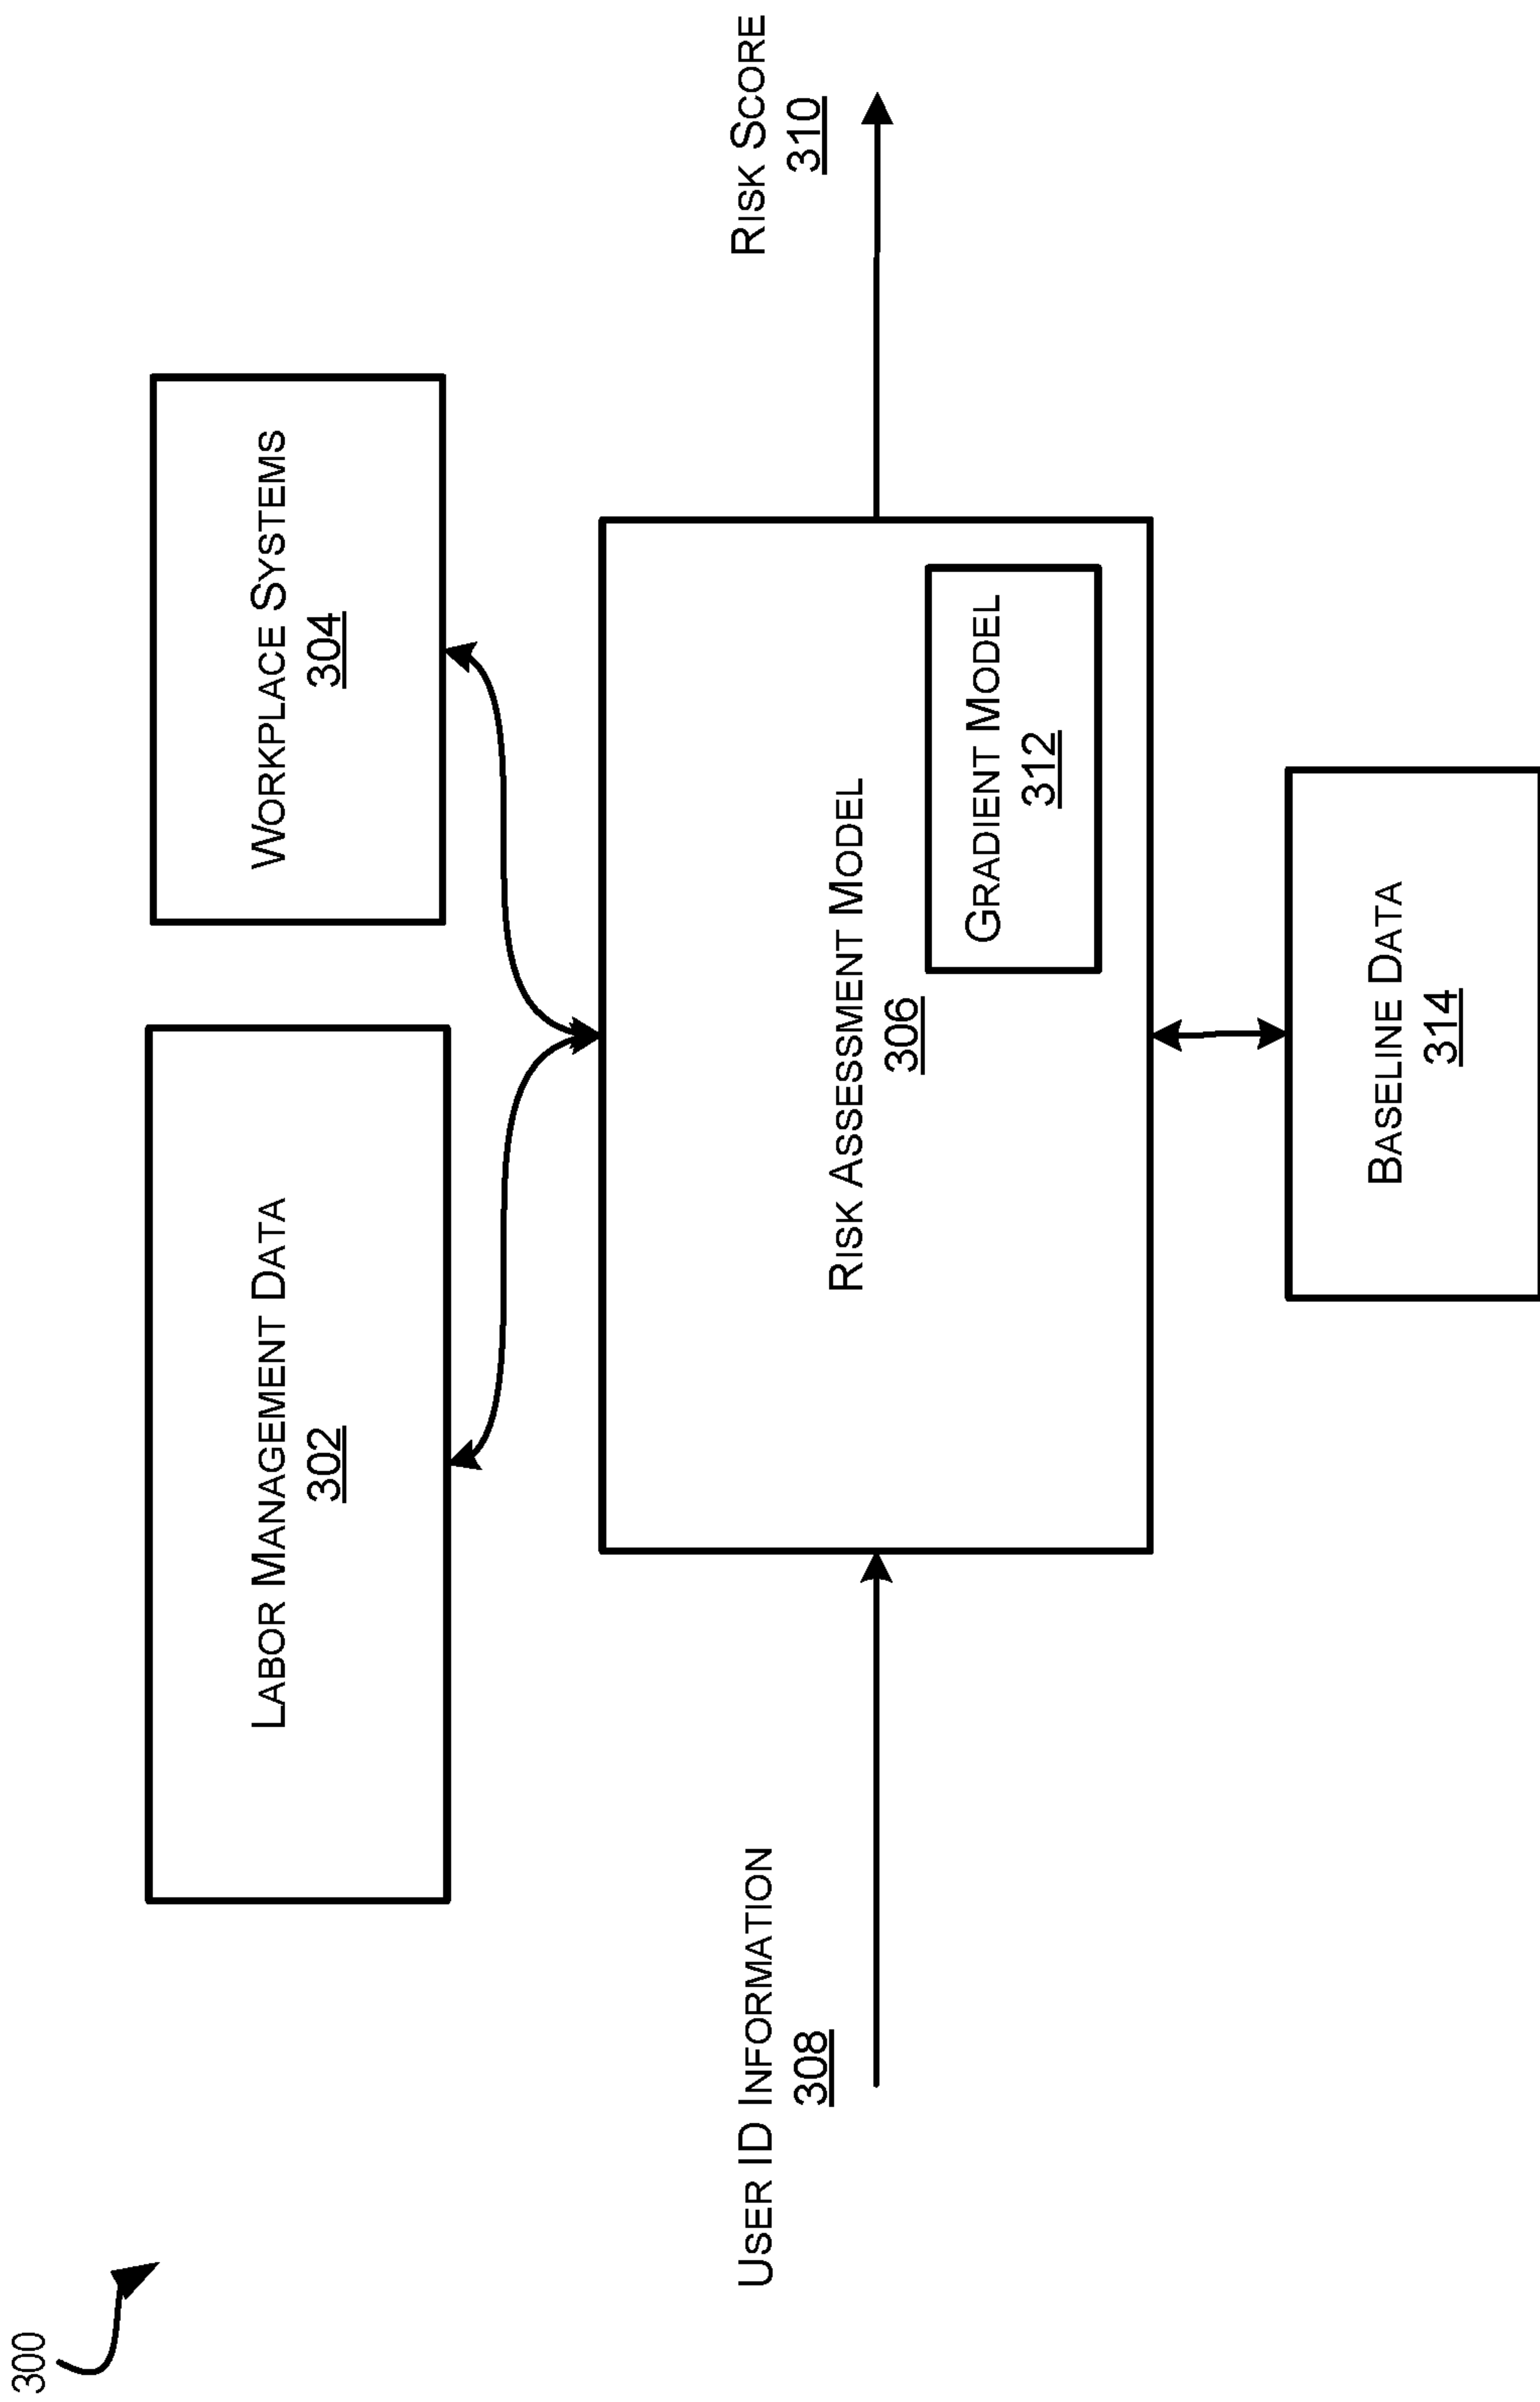 300
LABOR MANAGEMENT DATA
302
WORKPLACE SYSTEMS
304
USER ID INFORMATION
308
RISK ASSESSMENT MODEL
306
GRADIENT MODEL
312
RISK SCORE
310
BASELINE DATA
314